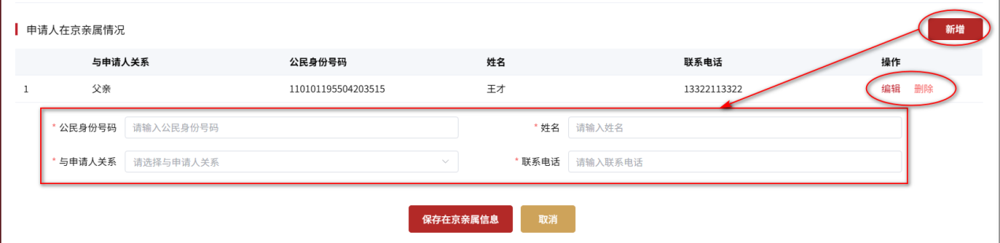 申请人在京亲属情况 新增
与申请人关系 公民身份号码 姓名 联系电话 操作
1 父亲 110101195504203515 王才 13322113322 编辑 删除
* 公民身份号码 请输入公民身份号码 * 姓名 请输入姓名
* 与申请人关系 请选择与申请人关系 * 联系电话 请输入联系电话
保存在京亲属信息 取消